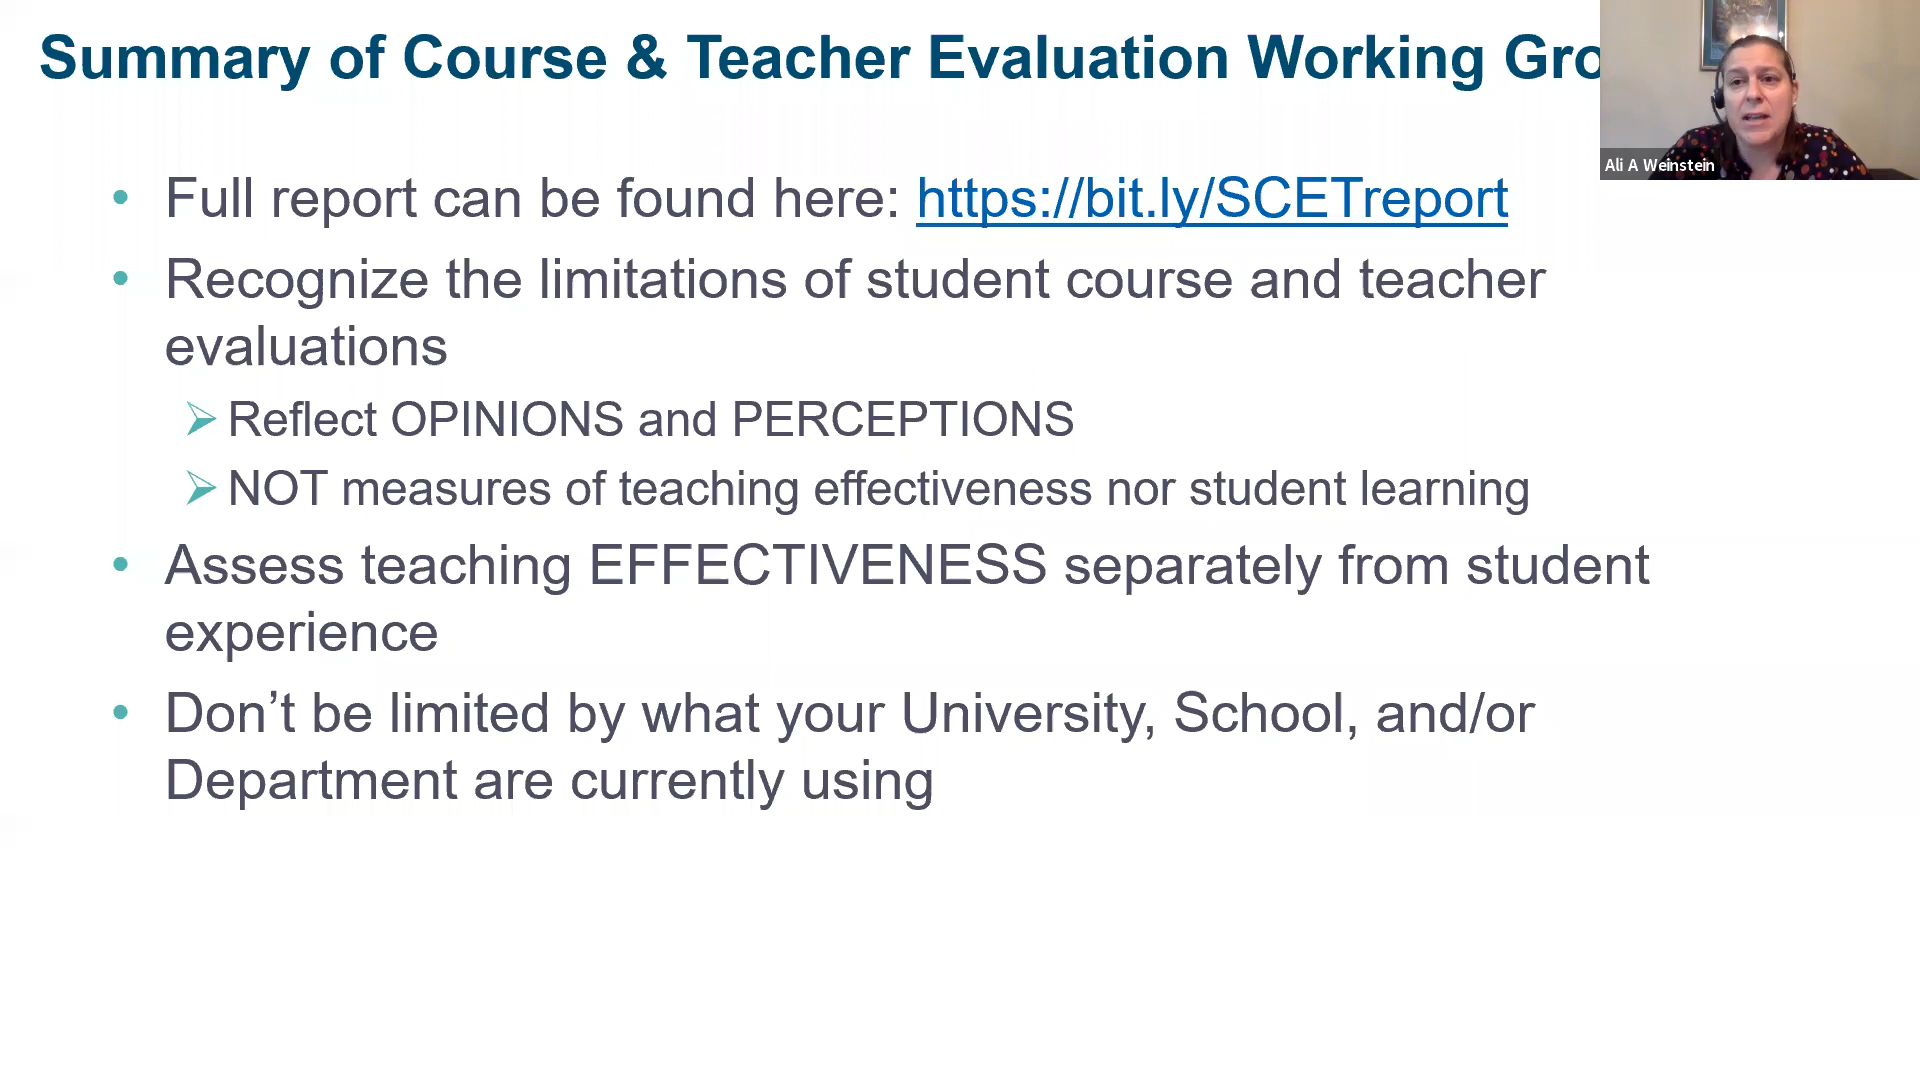 Summary of Course & Teacher Evaluation Working Gro
Ali A Weinstein
• Full report can be found here: https://bit.ly/SCETreport
• Recognize the limitations of student course and teacher
evaluations
➢ Reflect OPINIONS and PERCEPTIONS
➢ NOT measures of teaching effectiveness nor student learning
• Assess teaching EFFECTIVENESS separately from student
experience
• Don’t be limited by what your University, School, and/or
Department are currently using